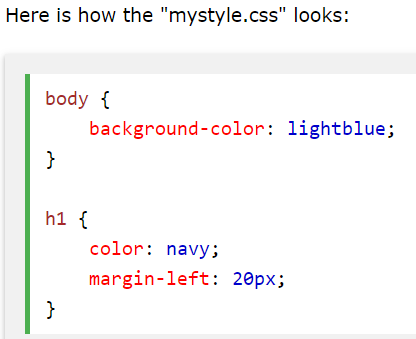 Here is how the "mystyle.css" looks:
body {
    background-color: lightblue;
}
h1 {
    color: navy;
    margin-left: 20px;
}